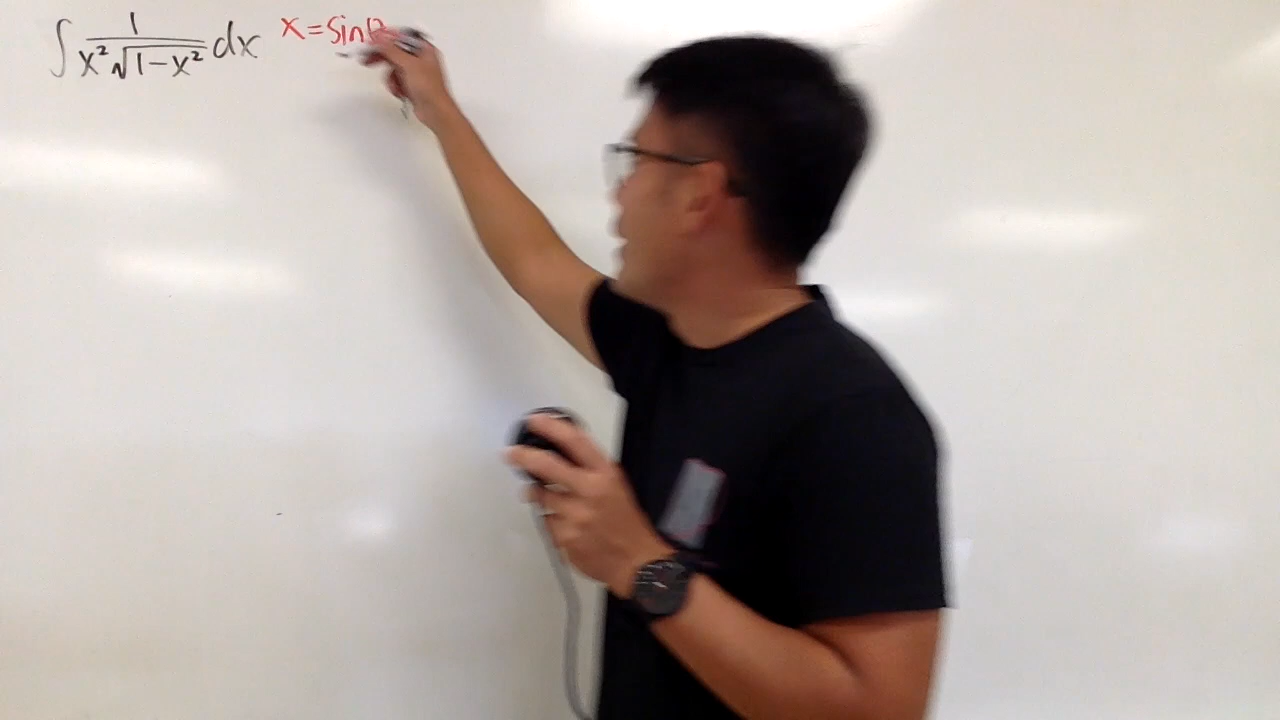 ∫ 1/(x²√(1-x²)) dx x = sinθ